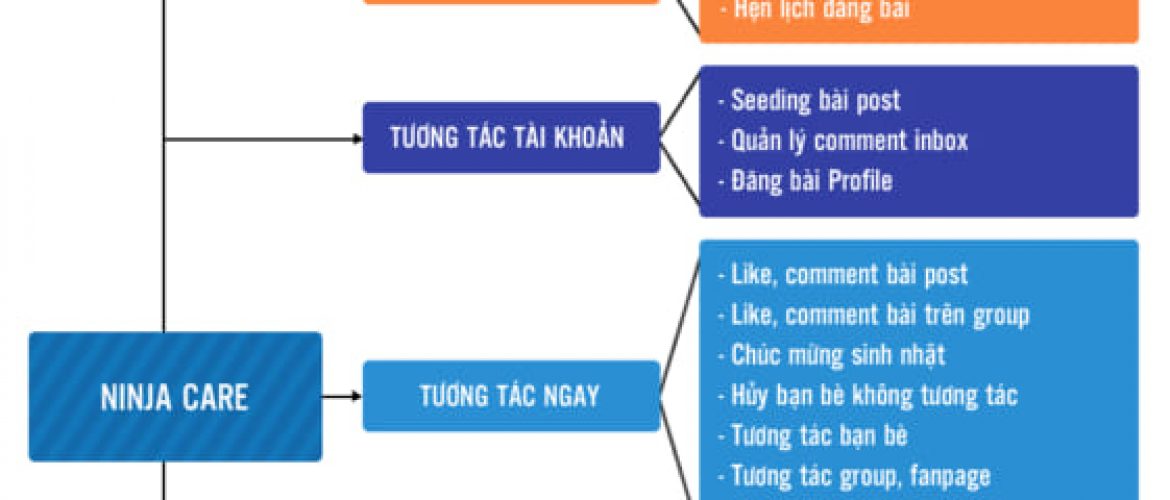 - Hẹn lịch đăng bài
TƯƠNG TÁC TÀI KHOẢN
- Seeding bài post
- Quản lý comment inbox
- Đăng bài Profile
NINJA CARE
TƯƠNG TÁC NGAY
- Like, comment bài post
- Like, comment bài trên group
- Chúc mừng sinh nhật
- Hủy bạn bè không tương tác
- Tương tác bạn bè
- Tương tác group, fanpage